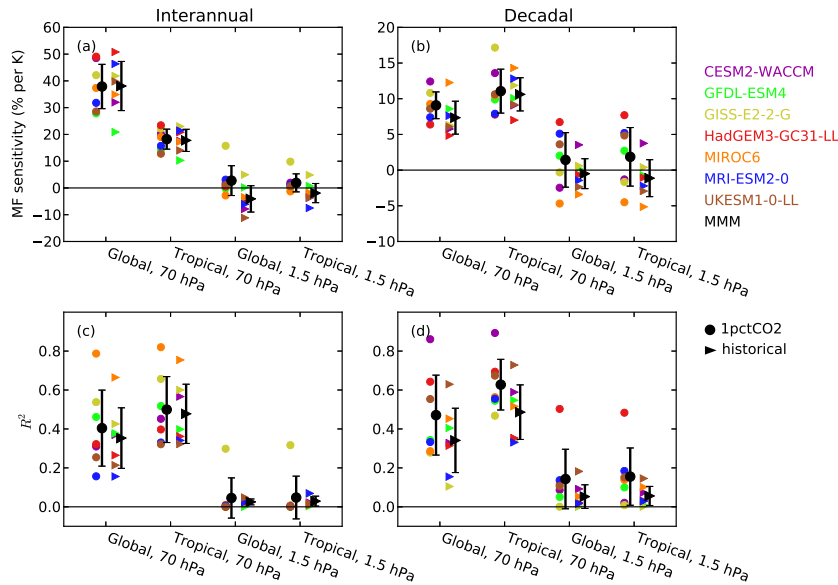 Interannual
Decadal
MF sensitivity (% per K)
(a)
60
50
40
30
20
10
0
−10
−20
Global, 70 hPa
Tropical, 70 hPa
Global, 1.5 hPa
Tropical, 1.5 hPa
(b)
20
15
10
5
0
−5
−10
Global, 70 hPa
Tropical, 70 hPa
Global, 1.5 hPa
Tropical, 1.5 hPa
CESM2-WACCM
GFDL-ESM4
GISS-E2-2-G
HadGEM3-GC31-LL
MIROC6
MRI-ESM2-0
UKESM1-0-LL
MMM
R²
(c)
0.8
0.6
0.4
0.2
0.0
Global, 70 hPa
Tropical, 70 hPa
Global, 1.5 hPa
Tropical, 1.5 hPa
(d)
0.8
0.6
0.4
0.2
0.0
Global, 70 hPa
Tropical, 70 hPa
Global, 1.5 hPa
Tropical, 1.5 hPa
1pctCO2
historical